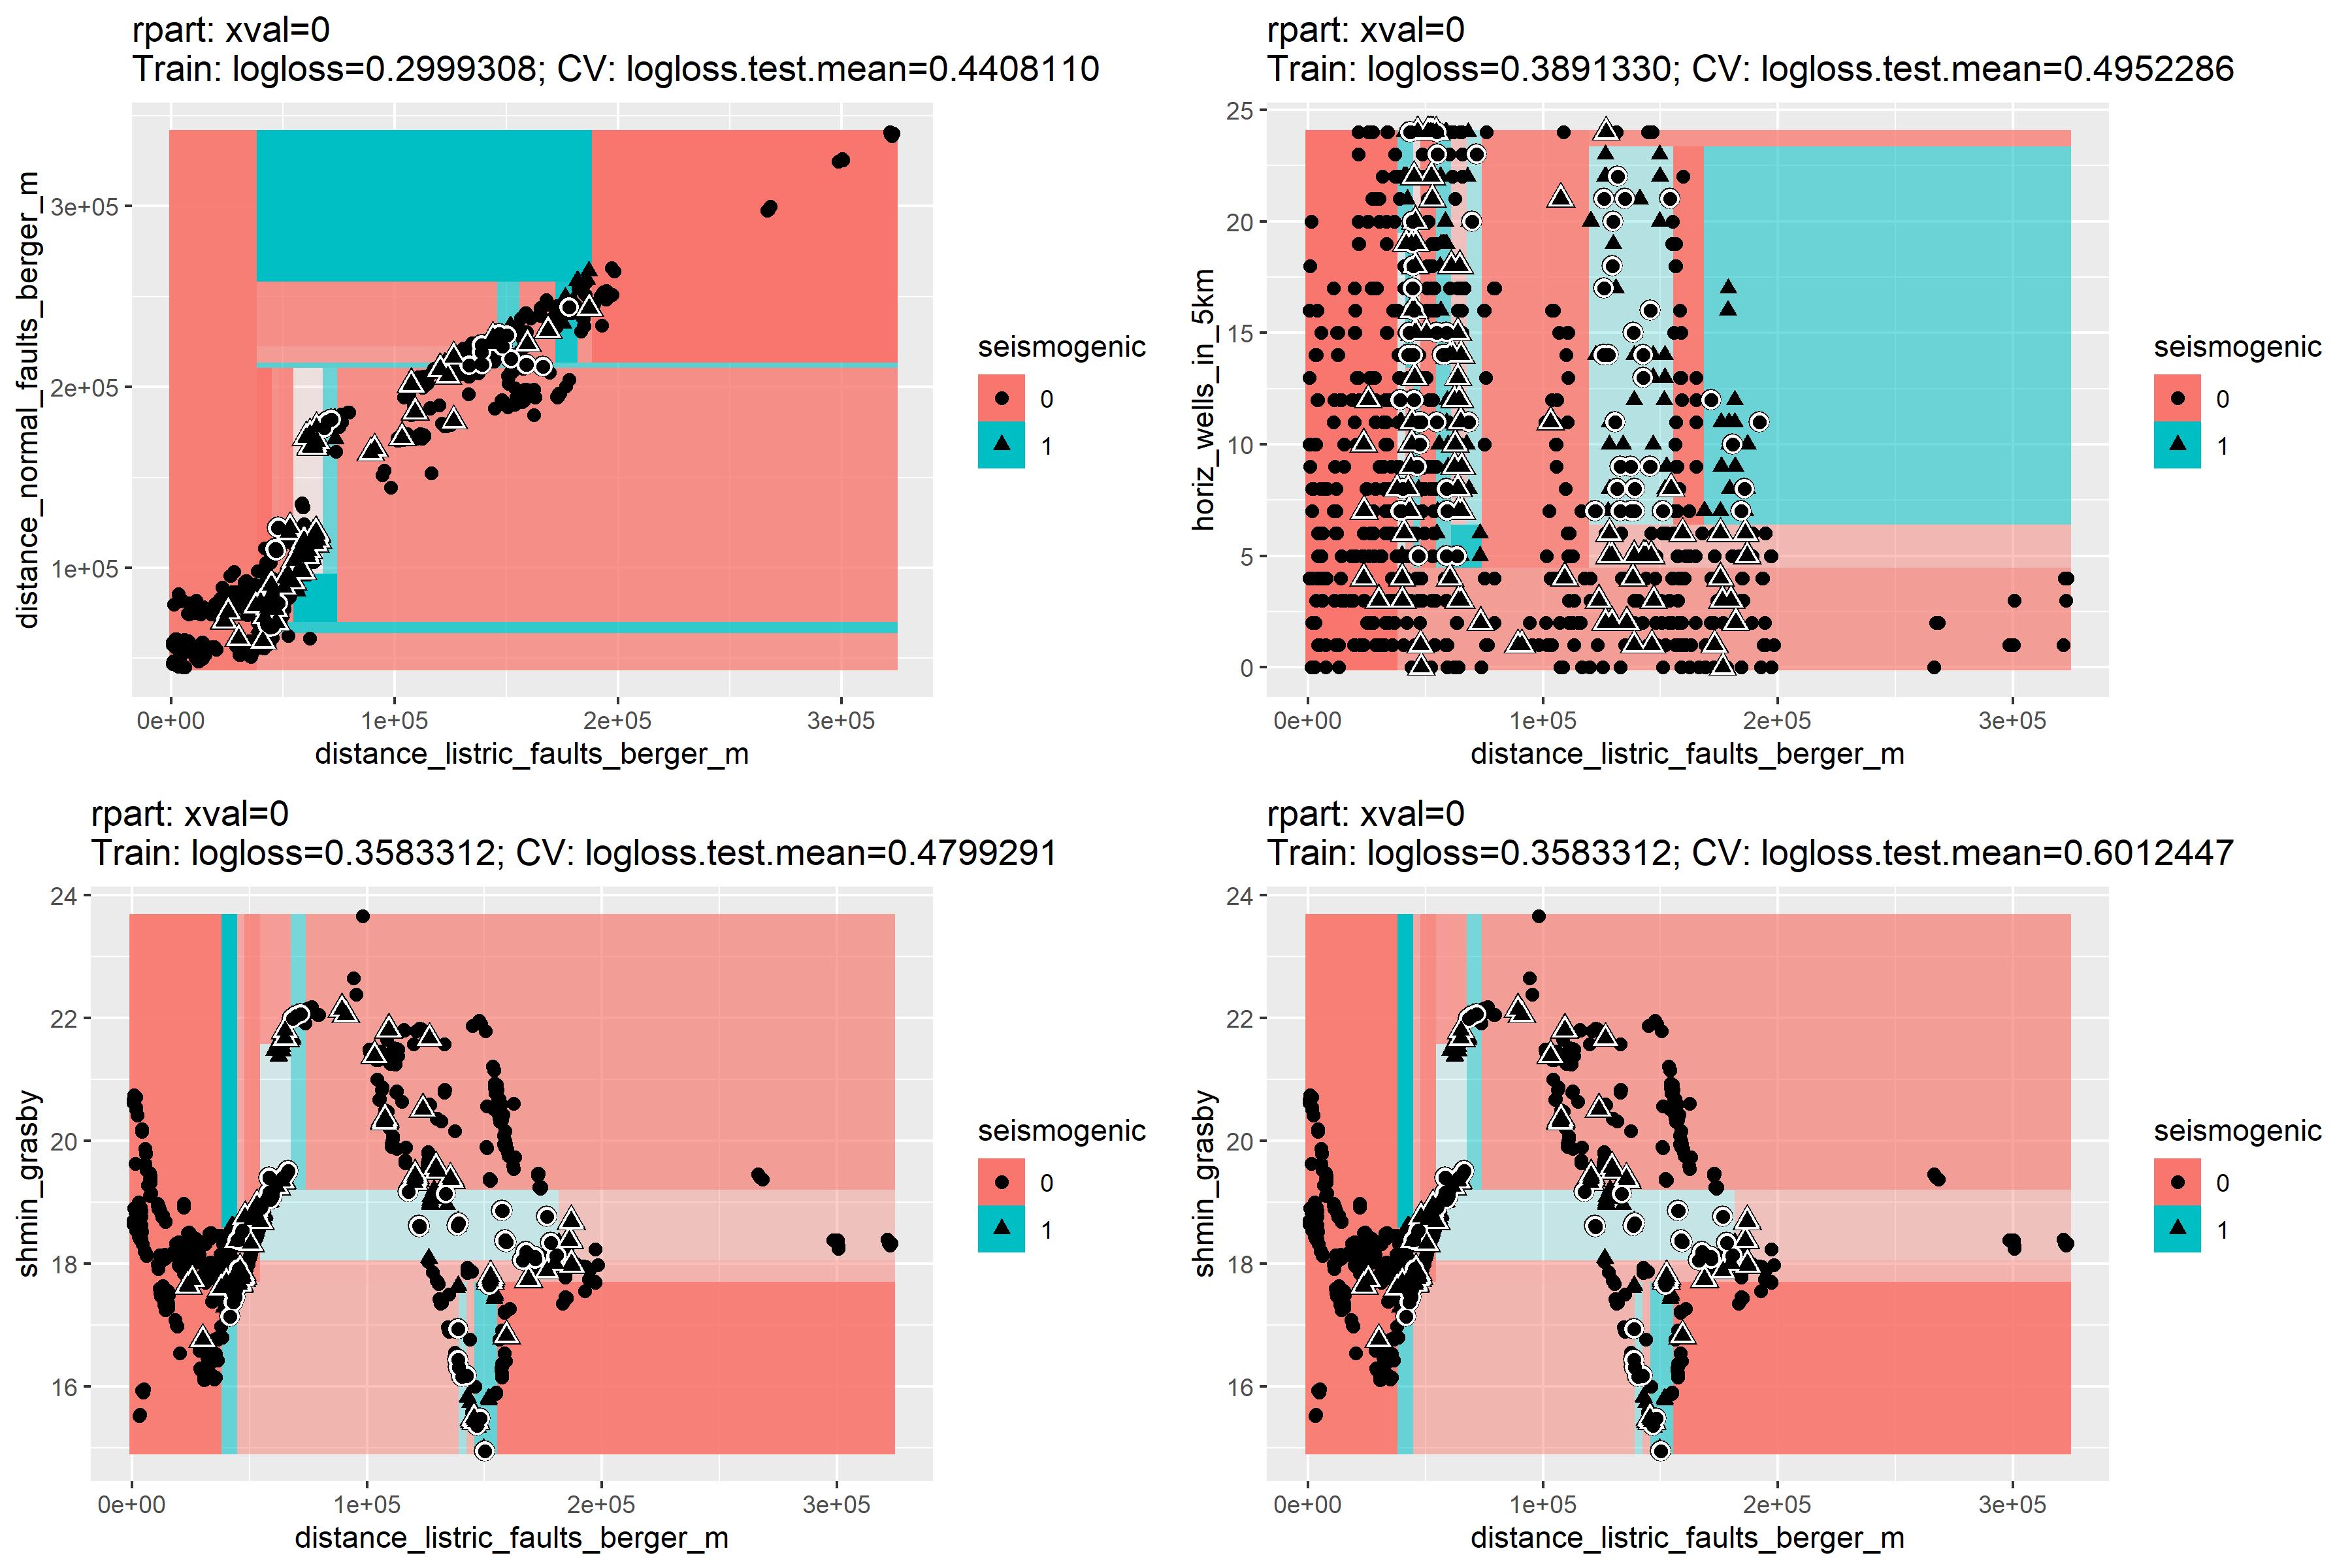 rpart: xval=0
Train: logloss=0.2999308; CV: logloss.test.mean=0.4408110
3e+05
2e+05
1e+05
distance_normal_faults_berger_m
0e+00 1e+05 2e+05 3e+05
distance_listric_faults_berger_m
seismogenic
0
1
rpart: xval=0
Train: logloss=0.3891330; CV: logloss.test.mean=0.4952286
25
20
15
10
5
0
horiz_wells_in_5km
0e+00 1e+05 2e+05 3e+05
distance_listric_faults_berger_m
seismogenic
0
1
rpart: xval=0
Train: logloss=0.3583312; CV: logloss.test.mean=0.4799291
24
22
20
18
16
shmin_grasby
0e+00 1e+05 2e+05 3e+05
distance_listric_faults_berger_m
seismogenic
0
1
rpart: xval=0
Train: logloss=0.3583312; CV: logloss.test.mean=0.6012447
24
22
20
18
16
shmin_grasby
0e+00 1e+05 2e+05 3e+05
distance_listric_faults_berger_m
seismogenic
0
1